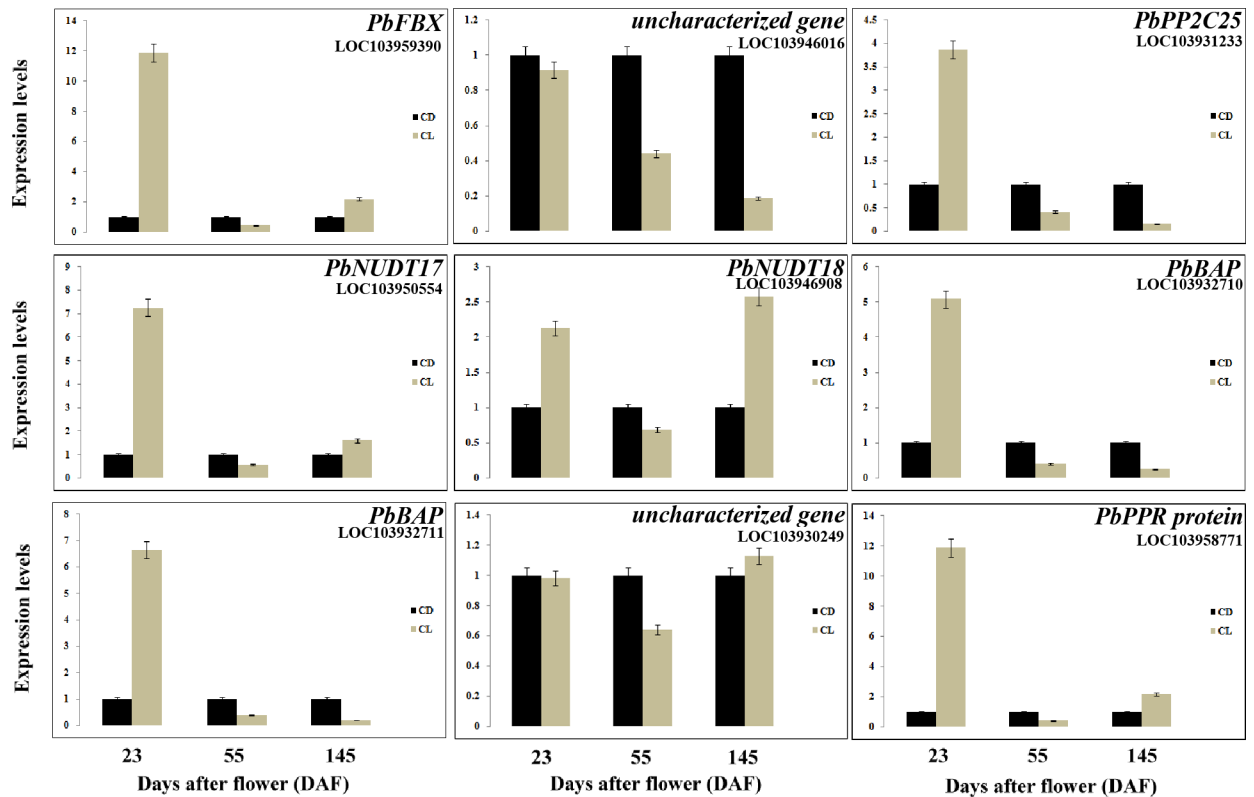 PbFBX
LOC103959390
Expression levels
14
12
10
8
6
4
2
0
CD
CL
uncharacterized gene
LOC103946016
1.2
1
0.8
0.6
0.4
0.2
0
CD
CL
PbPP2C25
LOC103931233
4.5
4
3.5
3
2.5
2
1.5
1
0.5
0
CD
CL
PbNUDT17
LOC103950554
Expression levels
9
8
7
6
5
4
3
2
1
0
CD
CL
PbNUDT18
LOC103946908
3
2.5
2
1.5
1
0.5
0
CD
CL
PbBAP
LOC103932710
6
5
4
3
2
1
0
CD
CL
PbBAP
LOC103932711
Expression levels
8
7
6
5
4
3
2
1
0
CD
CL
uncharacterized gene
LOC103930249
1.4
1.2
1
0.8
0.6
0.4
0.2
0
CD
CL
PbPPR protein
LOC103958771
14
12
10
8
6
4
2
0
CD
CL
23 55 145
Days after flower (DAF)
23 55 145
Days after flower (DAF)
23 55 145
Days after flower (DAF)